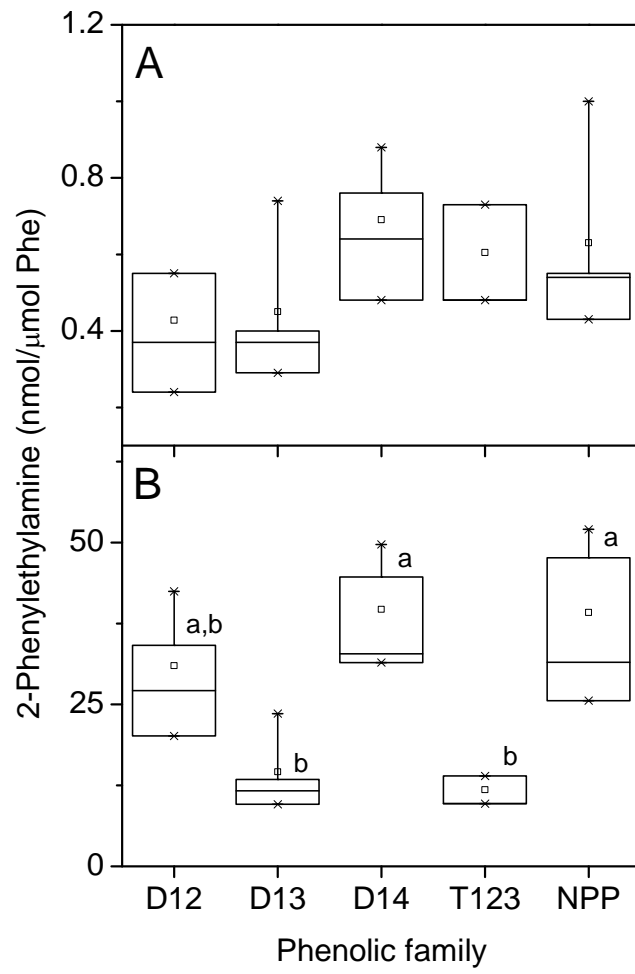 1.2
A
0.8
0.4
2-Phenylethylamine (nmol/μmol Phe)
B
50
a
a
a,b
25
b
b
0
D12 D13 D14 T123 NPP
Phenolic family